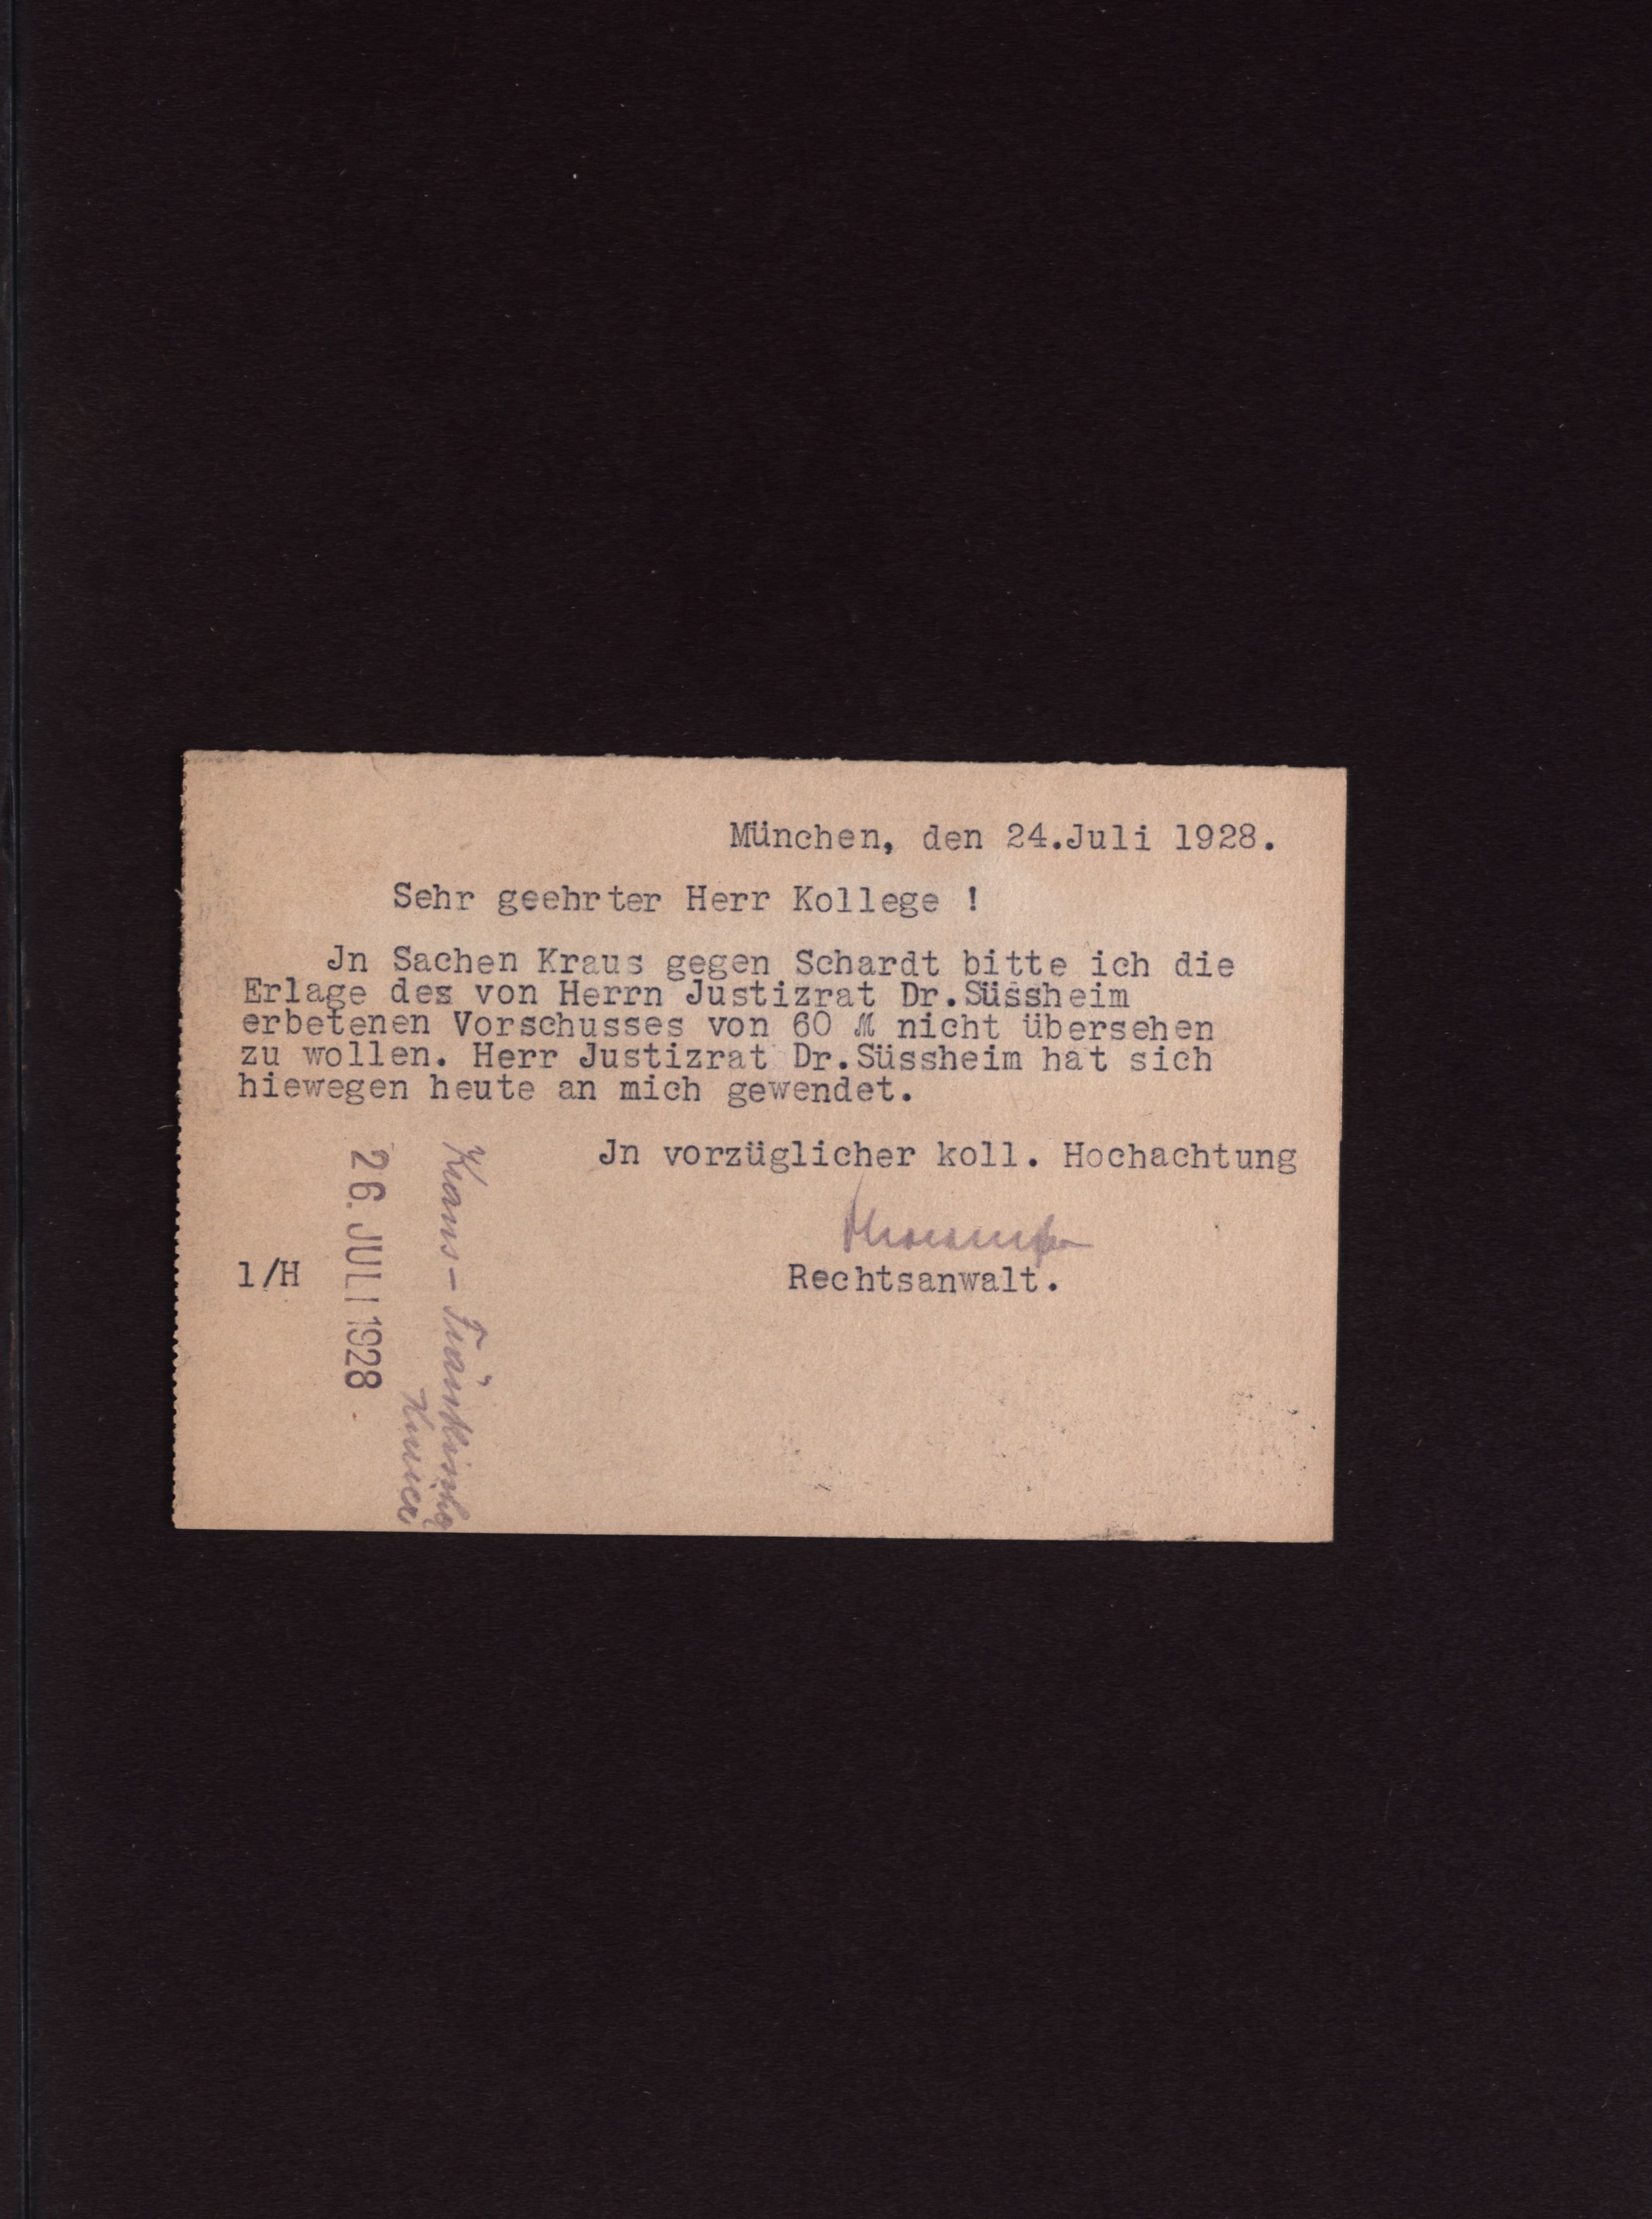 München, den 24.Juli 1928.
Sehr geehrter Herr Kollege !
Jn Sachen Kraus gegen Schardt bitte ich die
Erlage des von Herrn Justizrat Dr.Süssheim
erbetenen Vorschusses von 60 M nicht übersehen
zu wollen. Herr Justizrat Dr.Süssheim hat sich
hiewegen heute an mich gewendet.
Jn vorzüglicher koll. Hochachtung
Rechtsanwalt.
1/H
26. JULI 1928
Kraus -